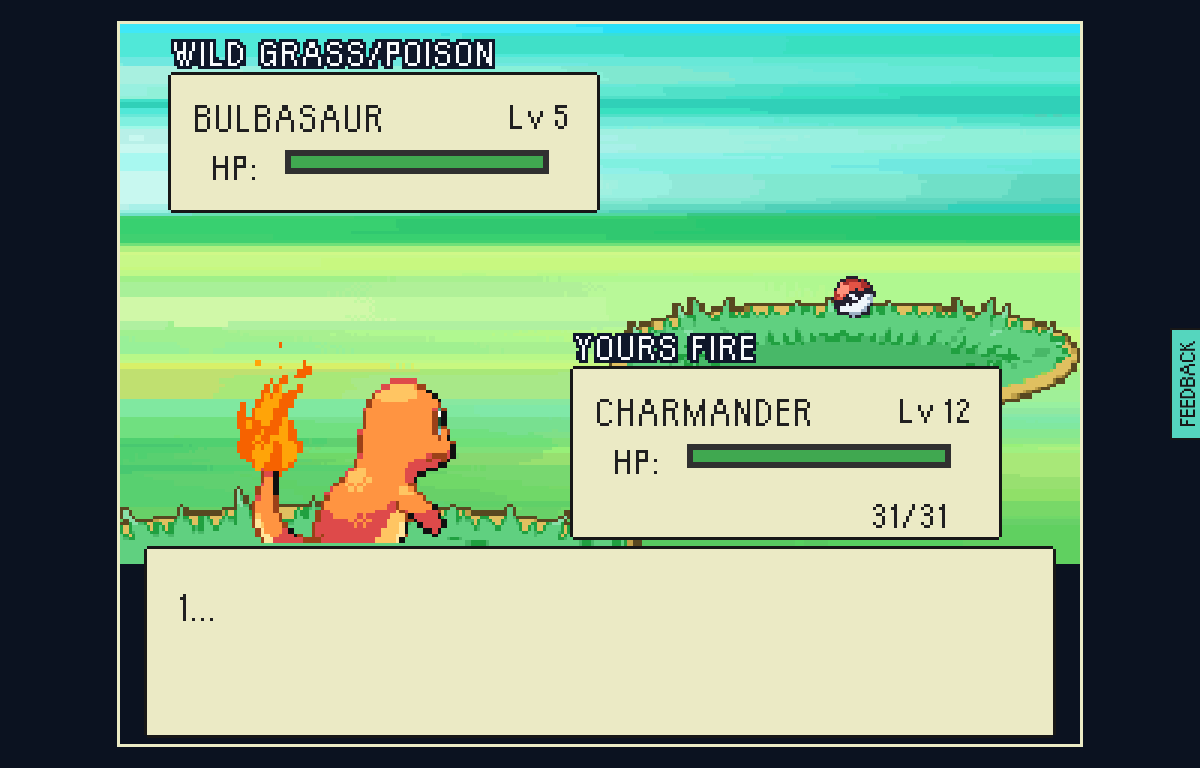 WILD GRASS/POISON
BULBASAUR Lv 5
HP:
YOURS FIRE
CHARMANDER Lv 12
HP:
31/31
1...
FEEDBACK